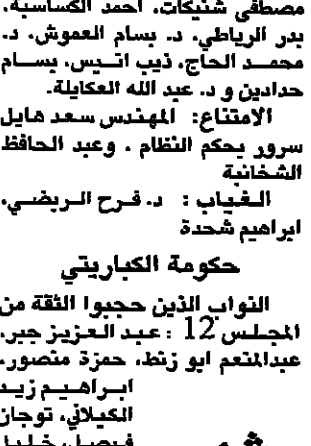 مصطفى شنيكات، احمد الكساسبة،
بدر الرياطي، د. بسام العموش، د.
محمد الحاج، ذيب انيس، بسام
حدادين و د. عبد الله العكايلة.
الامتناع: المهندس سعد هايل
سرور بحكم النظام ، وعبد الحافظ
الشخانبة
الغياب : د. فرح الربضي،
ابراهيم شحدة
حكومة الكباريتي
النواب الذين حجبوا الثقة من
المجلس 12 : عبد العزيز جبر،
عبدالمنعم ابو زنط، حمزة منصور،
ابراهيم زيد
الكيلاني، توجان
فيصل، خليل